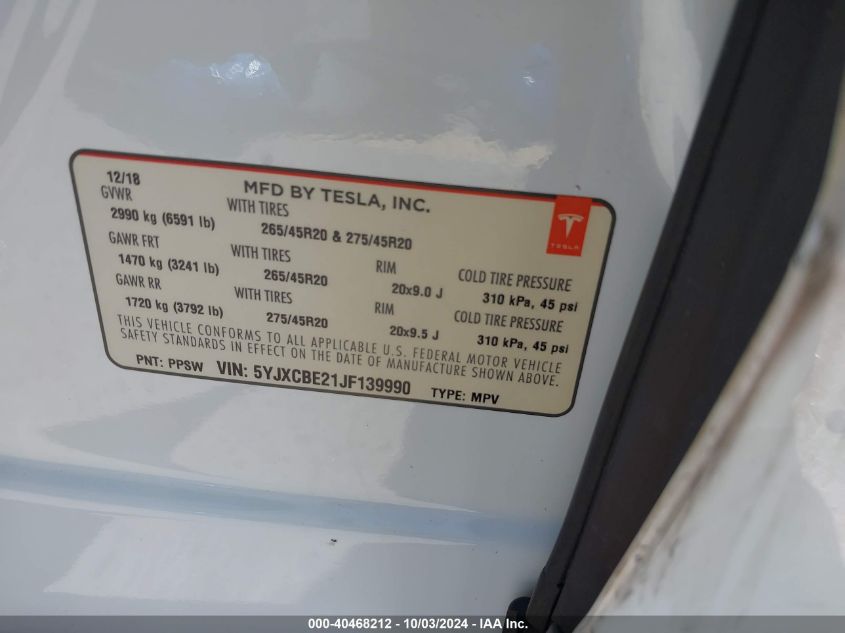 12/18
MFD BY TESLA, INC.
GVWR
WITH TIRES
2990 kg (6591 lb)
265/45R20 & 275/45R20
TESLA
GAWR FRT
WITH TIRES
RIM
COLD TIRE PRESSURE
1470 kg (3241 lb)
265/45R20
20x9.0 J
310 kPa, 45 psi
GAWR RR
WITH TIRES
RIM
COLD TIRE PRESSURE
1720 kg (3792 lb)
275/45R20
20x9.5 J
310 kPa, 45 psi
THIS VEHICLE CONFORMS TO ALL APPLICABLE U.S. FEDERAL MOTOR VEHICLE
SAFETY STANDARDS IN EFFECT ON THE DATE OF MANUFACTURE SHOWN ABOVE.
PNT: PPSW VIN: 5YJXCBE21JF139990 TYPE: MPV
000-40468212 - 10/03/2024 - IAA Inc.